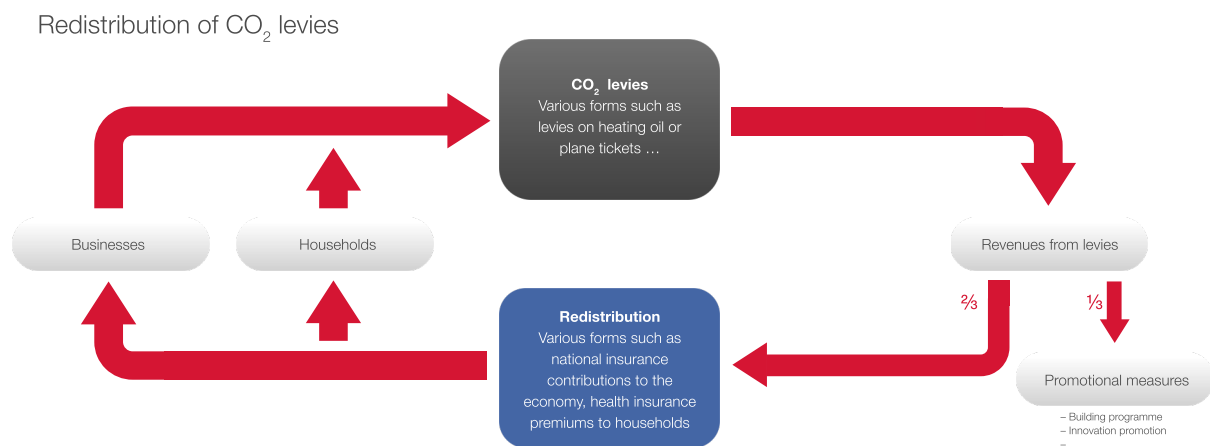 Redistribution of CO₂ levies
CO₂ levies
Various forms such as
levies on heating oil or
plane tickets …
Businesses
Households
Revenues from levies
⅔
⅓
Redistribution
Various forms such as
national insurance
contributions to the
economy, health insurance
premiums to households
Promotional measures
– Building programme
– Innovation promotion
–